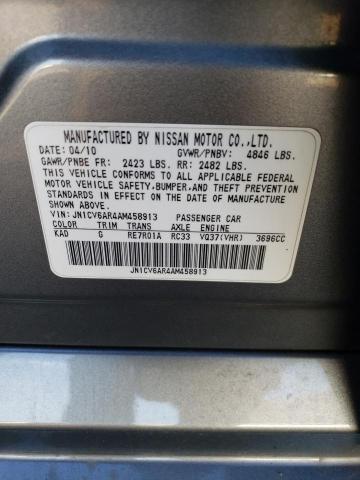 MANUFACTURED BY NISSAN MOTOR CO.,LTD.
DATE: 04/10 GVWR/PNBV: 4846 LBS.
GAWR/PNBE FR: 2423 LBS. RR: 2482 LBS.
THIS VEHICLE CONFORMS TO ALL APPLICABLE FEDERAL
MOTOR VEHICLE SAFETY,BUMPER,AND THEFT PREVENTION
STANDARDS IN EFFECT ON THE DATE OF MANUFACTURE
SHOWN ABOVE.
VIN: JN1CV6AR4AM458913 PASSENGER CAR
COLOR TRIM TRANS AXLE ENGINE
KAD G RE7R01A RC33 VQ37(VHR) 3696CC
JN1CV6AR4AM458913